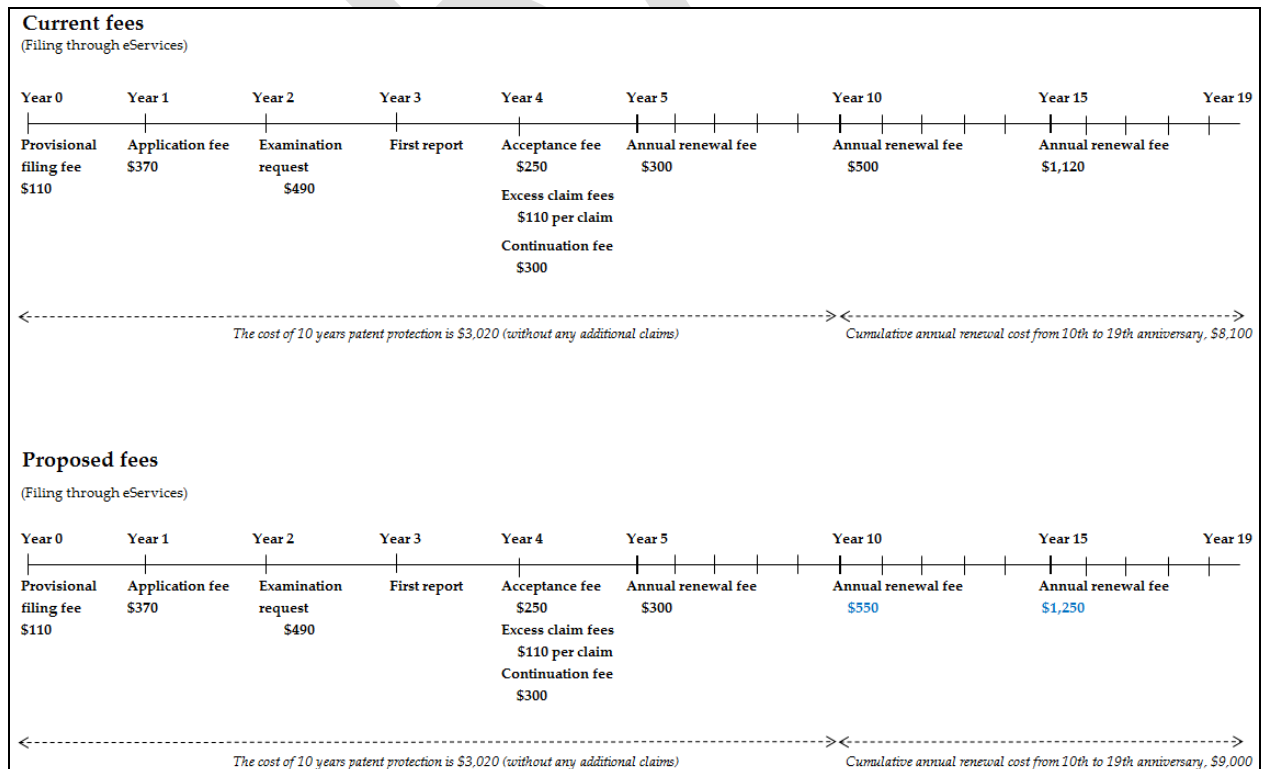 Current fees
(Filing through eServices)
Year 0 Year 1 Year 2 Year 3 Year 4 Year 5 Year 10 Year 15 Year 19
Provisional Application fee Examination First report Acceptance fee Annual renewal fee Annual renewal fee Annual renewal fee
filing fee $370 request $250 $300 $500 $1,120
$110 $490
Excess claim fees
$110 per claim
Continuation fee
$300
The cost of 10 years patent protection is $3,020 (without any additional claims) Cumulative annual renewal cost from 10th to 19th anniversary, $8,100
Proposed fees
(Filing through eServices)
Year 0 Year 1 Year 2 Year 3 Year 4 Year 5 Year 10 Year 15 Year 19
Provisional Application fee Examination First report Acceptance fee Annual renewal fee Annual renewal fee Annual renewal fee
filing fee $370 request $250 $300 $550 $1,250
$110 $490 Excess claim fees
$110 per claim
Continuation fee
$300
The cost of 10 years patent protection is $3,020 (without any additional claims) Cumulative annual renewal cost from 10th to 19th anniversary, $9,000